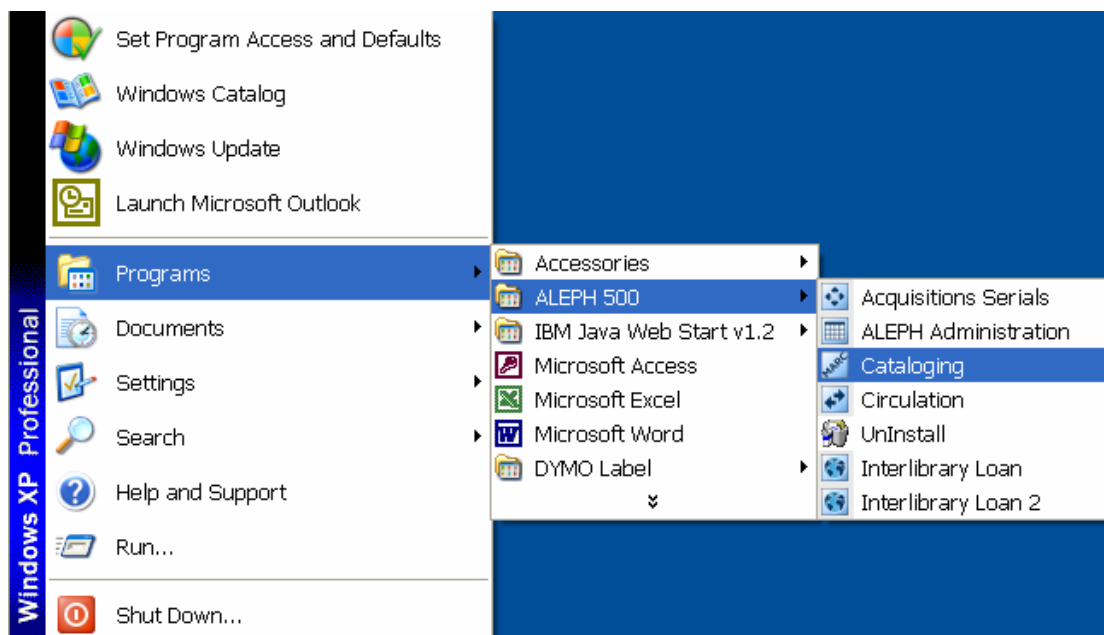 Set Program Access and Defaults
Windows Catalog
Windows Update
Launch Microsoft Outlook
Programs
Documents
Settings
Search
Help and Support
Run...
Shut Down...
Windows XP Professional
Accessories
ALEPH 500
IBM Java Web Start v1.2
Microsoft Access
Microsoft Excel
Microsoft Word
DYMO Label
Acquisitions Serials
ALEPH Administration
MARC
Cataloging
Circulation
UnInstall
Interlibrary Loan
Interlibrary Loan 2